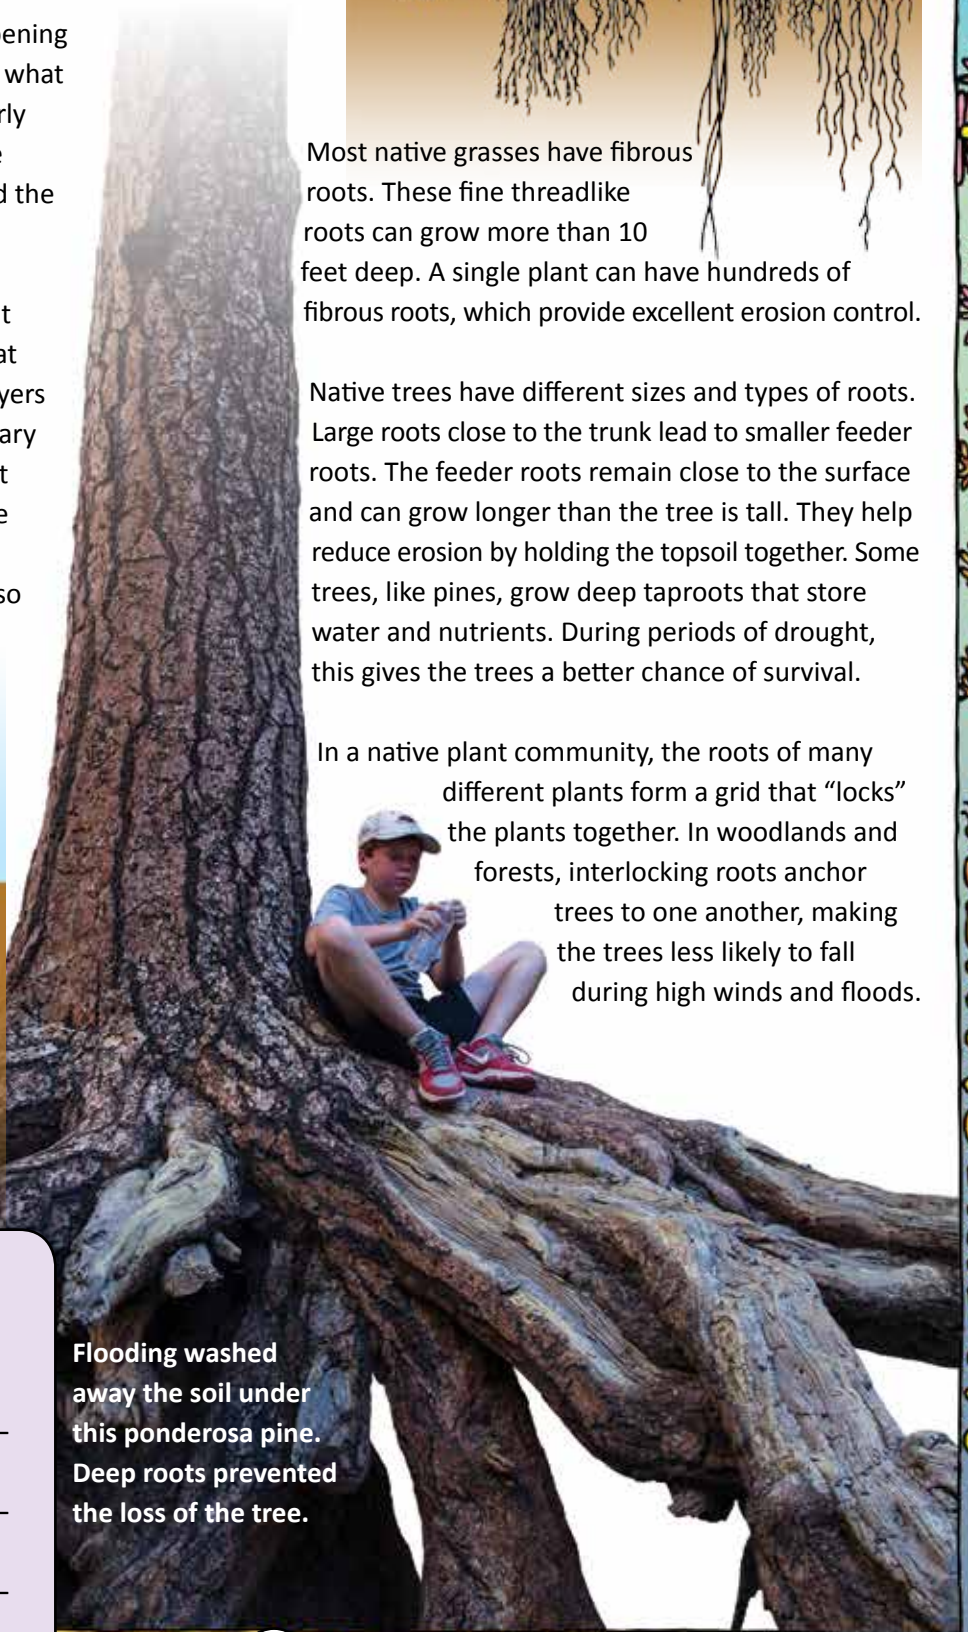 what
the
so
Most native grasses have fibrous
roots. These fine threadlike
roots can grow more than 10
feet deep. A single plant can have hundreds of
fibrous roots, which provide excellent erosion control.
Native trees have different sizes and types of roots.
Large roots close to the trunk lead to smaller feeder
roots. The feeder roots remain close to the surface
and can grow longer than the tree is tall. They help
reduce erosion by holding the topsoil together. Some
trees, like pines, grow deep taproots that store
water and nutrients. During periods of drought,
this gives the trees a better chance of survival.
In a native plant community, the roots of many
different plants form a grid that “locks”
the plants together. In woodlands and
forests, interlocking roots anchor
trees to one another, making
the trees less likely to fall
during high winds and floods.
Flooding washed
away the soil under
this ponderosa pine.
Deep roots prevented
the loss of the tree.